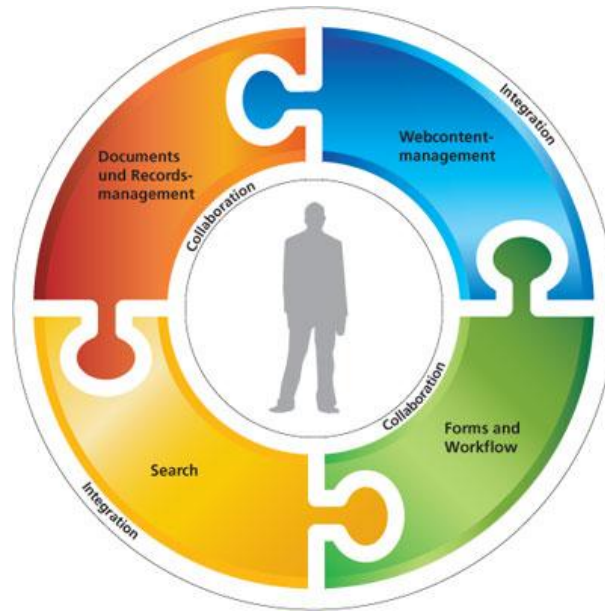 Integration
Webcontent-
management
Documents
und Records-
management
Collaboration
Collaboration
Forms and
Workflow
Search
Integration